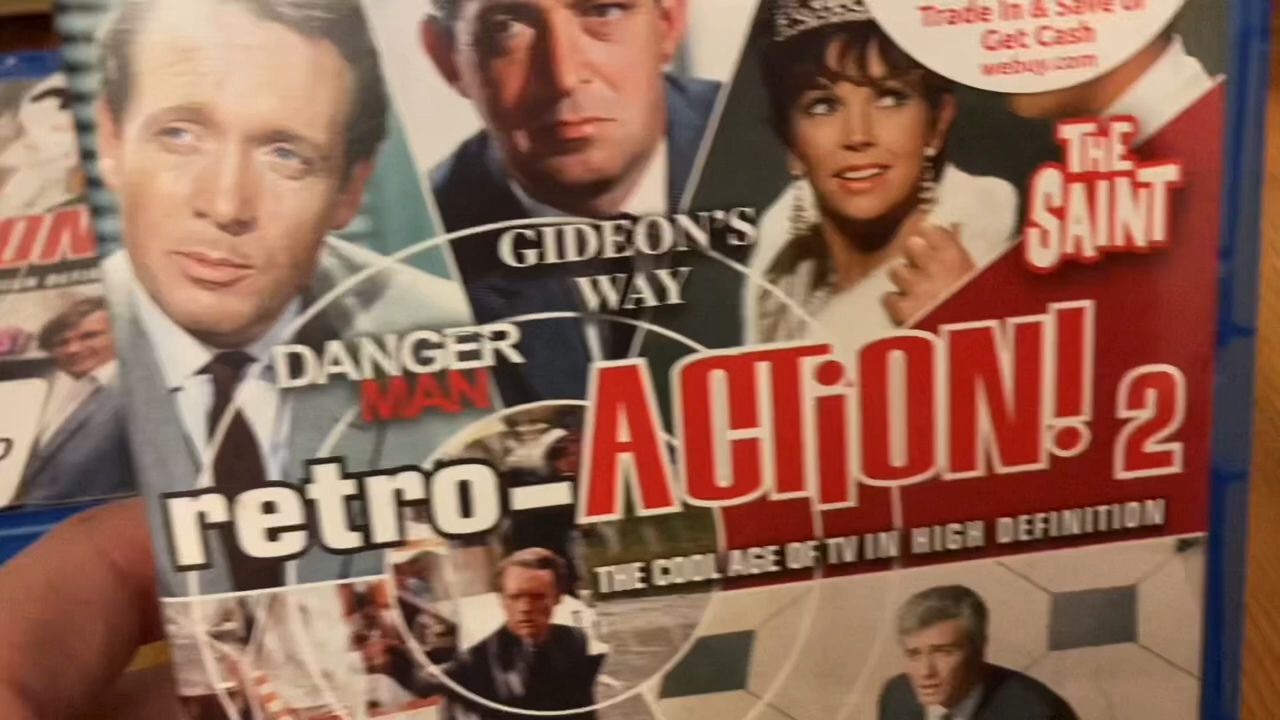 Trade In & Save or
Get Cash
webuy.com
THE
SAINT
GIDEON'S
WAY
DANGER
MAN
retro-ACTiON! 2
THE COOL AGE OF TV IN HIGH DEFINITION
ON